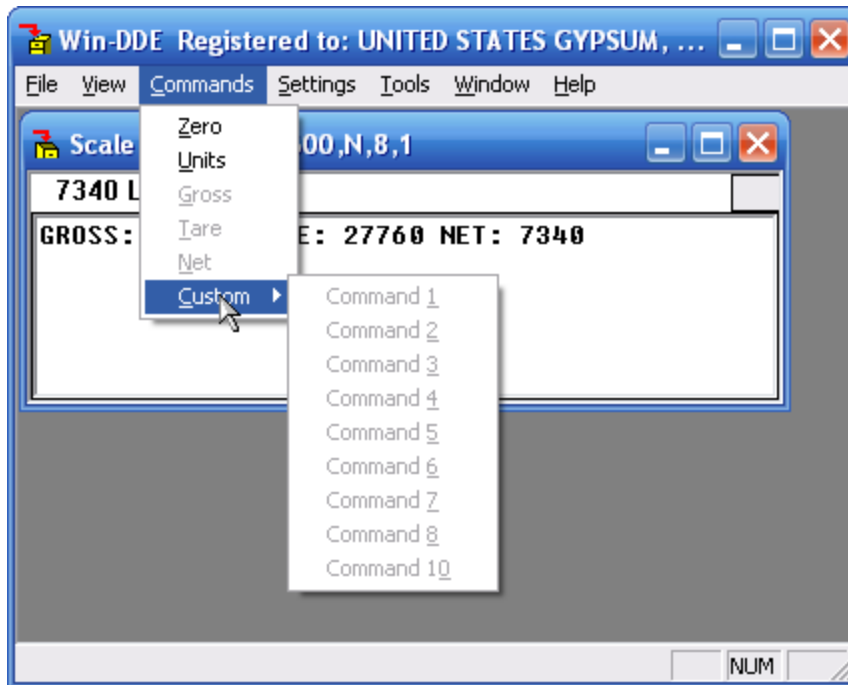 Win-DDE Registered to: UNITED STATES GYPSUM, ...
File View Commands Settings Tools Window Help
Scale 00,N,8,1
7340 L
GROSS: E: 27760 NET: 7340
Zero
Units
Gross
Tare
Net
Custom
Command 1
Command 2
Command 3
Command 4
Command 5
Command 6
Command 7
Command 8
Command 10
NUM